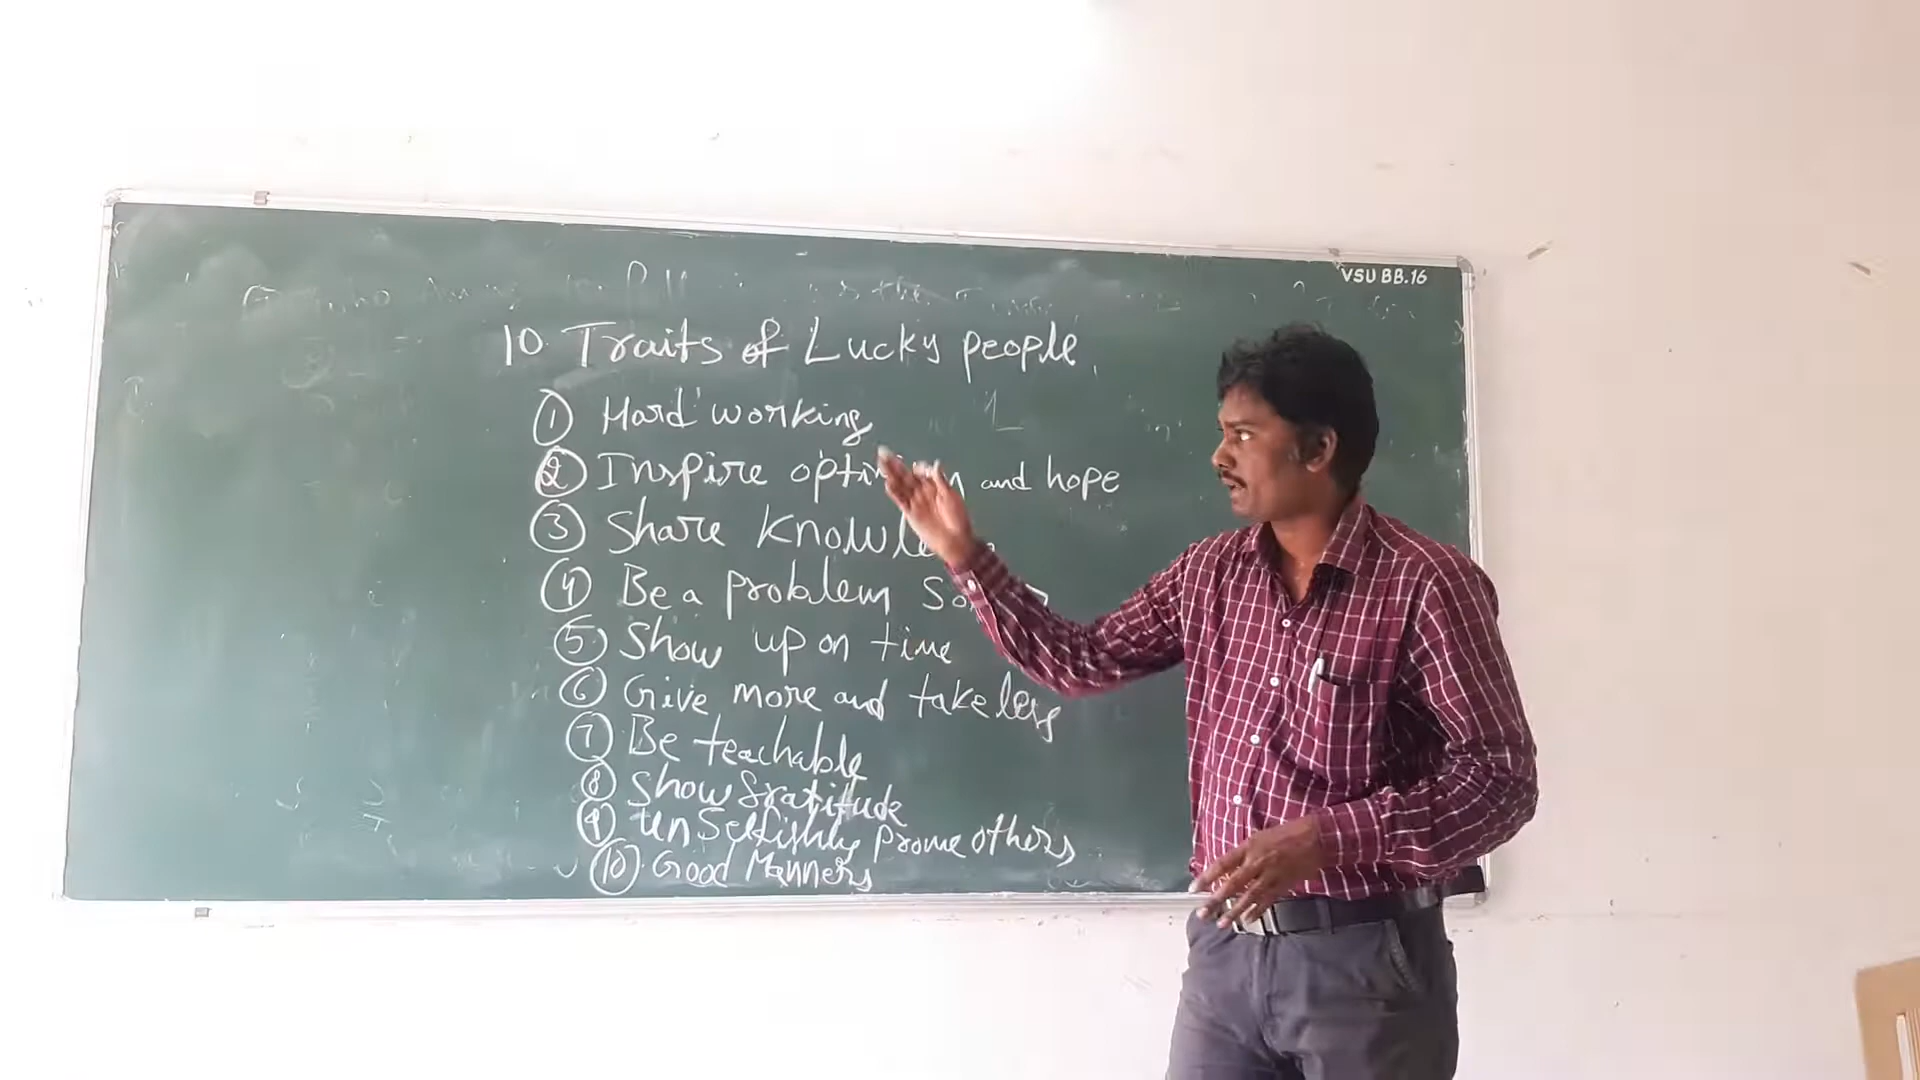 VSU BB.16
10 Traits of Lucky people
① Hard working
② Inspire and hope
③ Share
④ Be a problem
⑤ Show up on time
⑥ Give more and take less
⑦ Be teachable
⑧ Show Gratitude
⑨ unSelfishly others
⑩ Good Manners